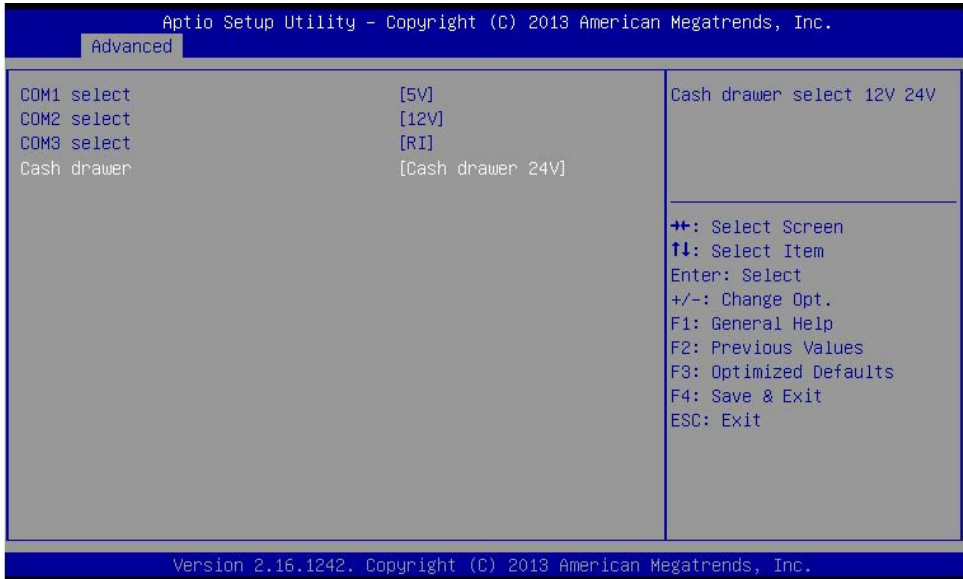 Aptio Setup Utility – Copyright (C) 2013 American Megatrends, Inc.
Advanced
COM1 select [5V]
COM2 select [12V]
COM3 select [RI]
Cash drawer [Cash drawer 24V]
Cash drawer select 12V 24V
→←: Select Screen
↑↓: Select Item
Enter: Select
+/-: Change Opt.
F1: General Help
F2: Previous Values
F3: Optimized Defaults
F4: Save & Exit
ESC: Exit
Version 2.16.1242. Copyright (C) 2013 American Megatrends, Inc.